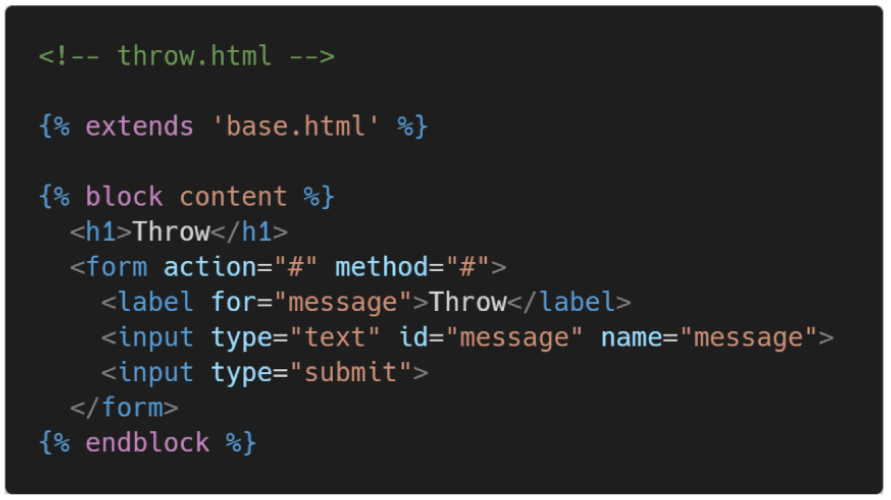 <!-- throw.html -->
{% extends 'base.html' %}
{% block content %}
<h1>Throw</h1>
<form action="#" method="#">
<label for="message">Throw</label>
<input type="text" id="message" name="message">
<input type="submit">
</form>
{% endblock %}